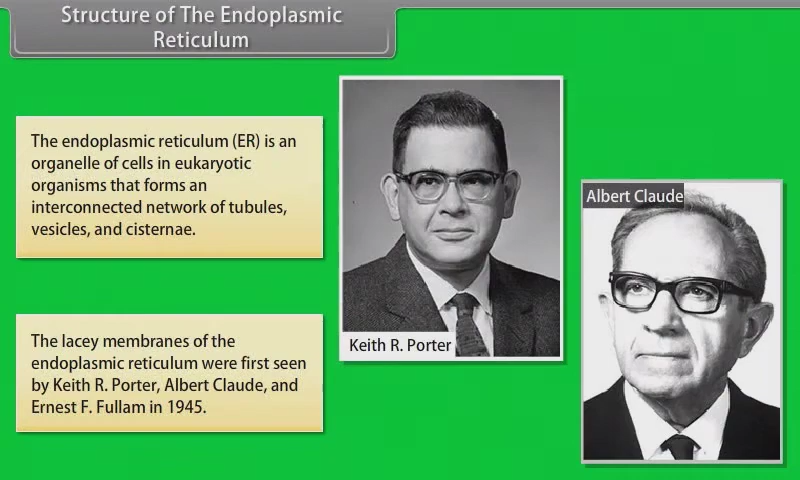 Structure of The Endoplasmic
Reticulum
The endoplasmic reticulum (ER) is an
organelle of cells in eukaryotic
organisms that forms an
interconnected network of tubules,
vesicles, and cisternae.
The lacey membranes of the
endoplasmic reticulum were first seen
by Keith R. Porter, Albert Claude, and
Ernest F. Fullam in 1945.
Keith R. Porter
Albert Claude